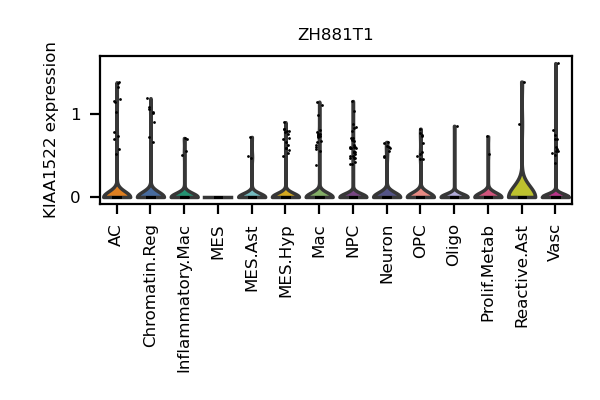 ZH881T1
KIAA1522 expression
1
0
AC
Chromatin.Reg
Inflammatory.Mac
MES
MES.Ast
MES.Hyp
Mac
NPC
Neuron
OPC
Oligo
Prolif.Metab
Reactive.Ast
Vasc